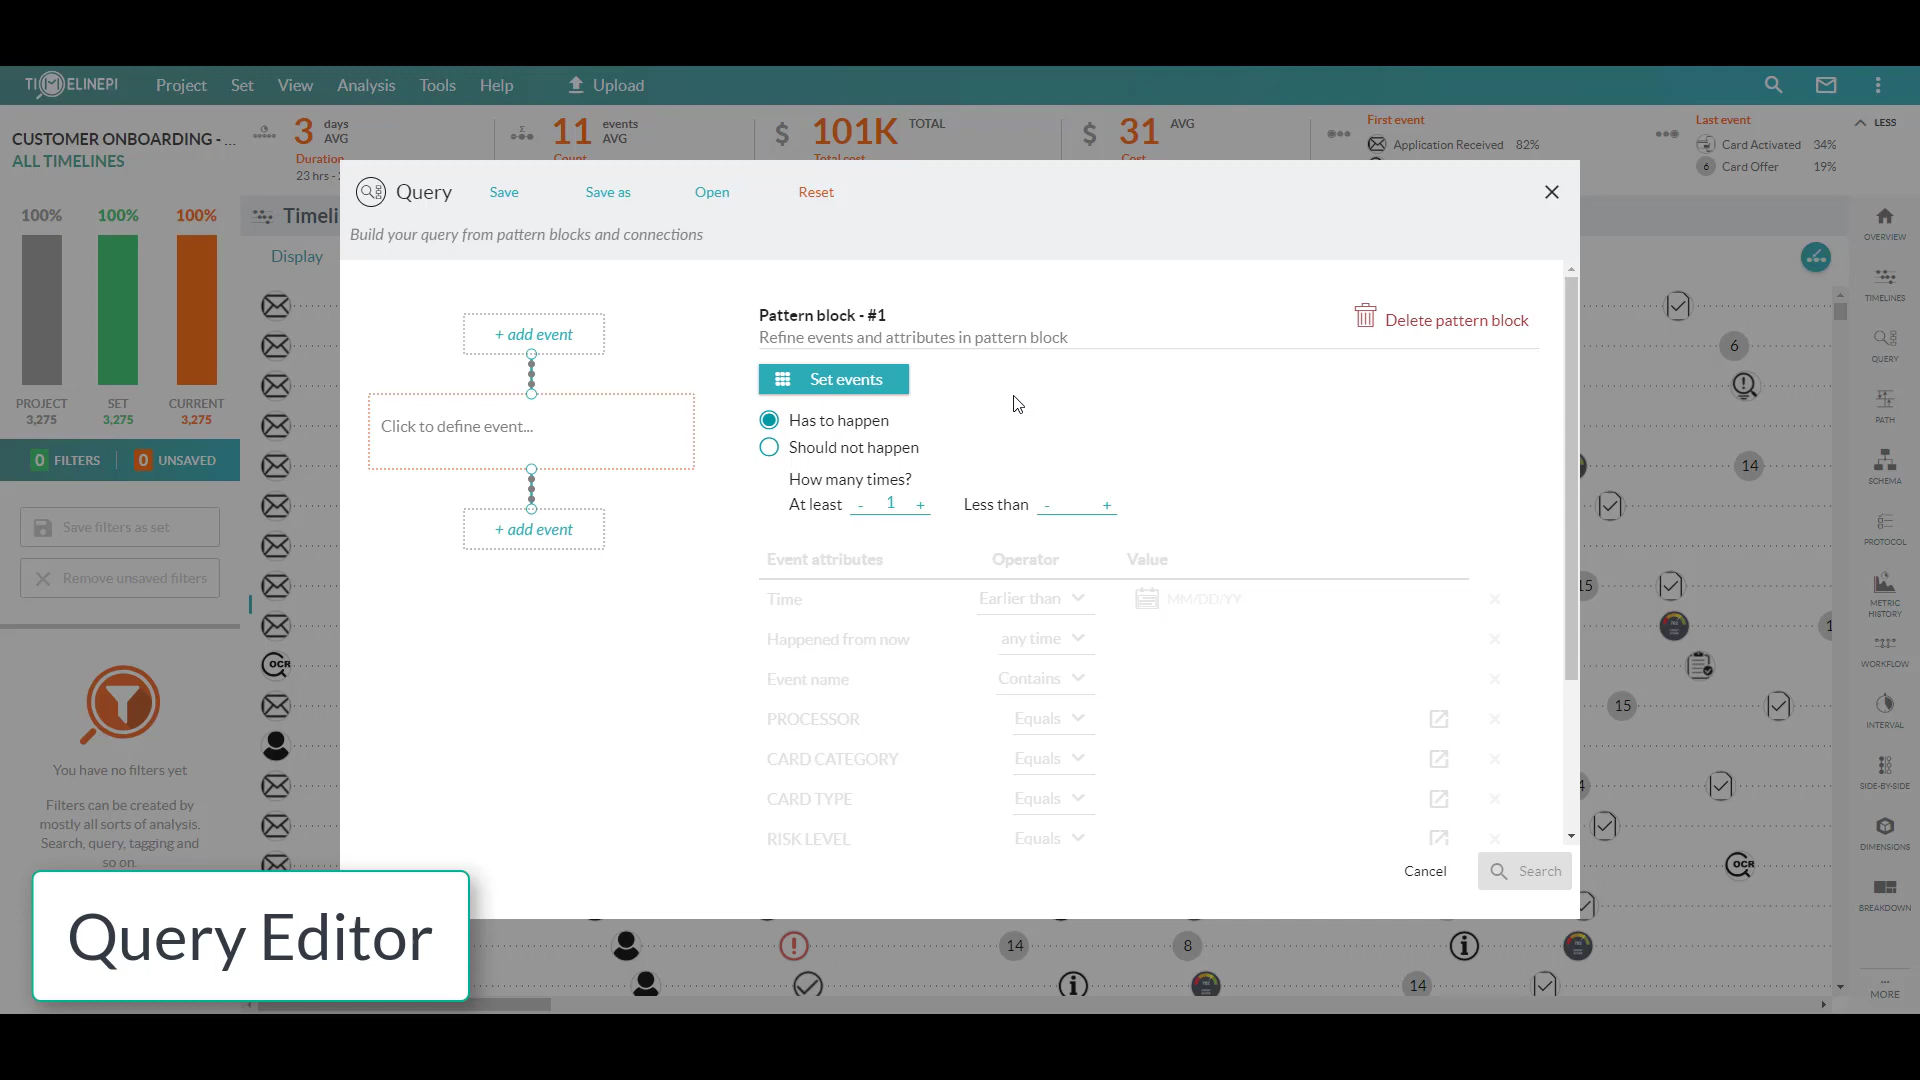 TIMELINEPI
Project Set View Analysis Tools Help Upload
CUSTOMER ONBOARDING - ...
ALL TIMELINES
3 days AVG
Duration
23 hrs -
11 events AVG
Count
$ 101K TOTAL
Total cost
$ 31 AVG
Cost
First event
Application Received 82%
Last event
Card Activated 34%
6 Card Offer 19%
LESS
100% 100% 100%
PROJECT SET CURRENT
3,275 3,275 3,275
0 FILTERS 0 UNSAVED
Save filters as set
Remove unsaved filters
You have no filters yet
Filters can be created by
mostly all sorts of analysis.
Search, query, tagging and
so on.
Timeli
Display
OCR
Query Save Save as Open Reset
Build your query from pattern blocks and connections
+ add event
Click to define event...
+ add event
Pattern block - #1
Refine events and attributes in pattern block
Delete pattern block
Set events
Has to happen
Should not happen
How many times?
At least - 1 + Less than - +
Event attributes Operator Value
Time Earlier than MM/DD/YY
Happened from now any time
Event name Contains
PROCESSOR Equals
CARD CATEGORY Equals
CARD TYPE Equals
RISK LEVEL Equals
Cancel Search
6
14
15
1
15
4
OCR
14
8
14
OVERVIEW
TIMELINES
QUERY
PATH
SCHEMA
PROTOCOL
METRIC
HISTORY
WORKFLOW
INTERVAL
SIDE-BY-SIDE
DIMENSIONS
BREAKDOWN
...
MORE
Query Editor